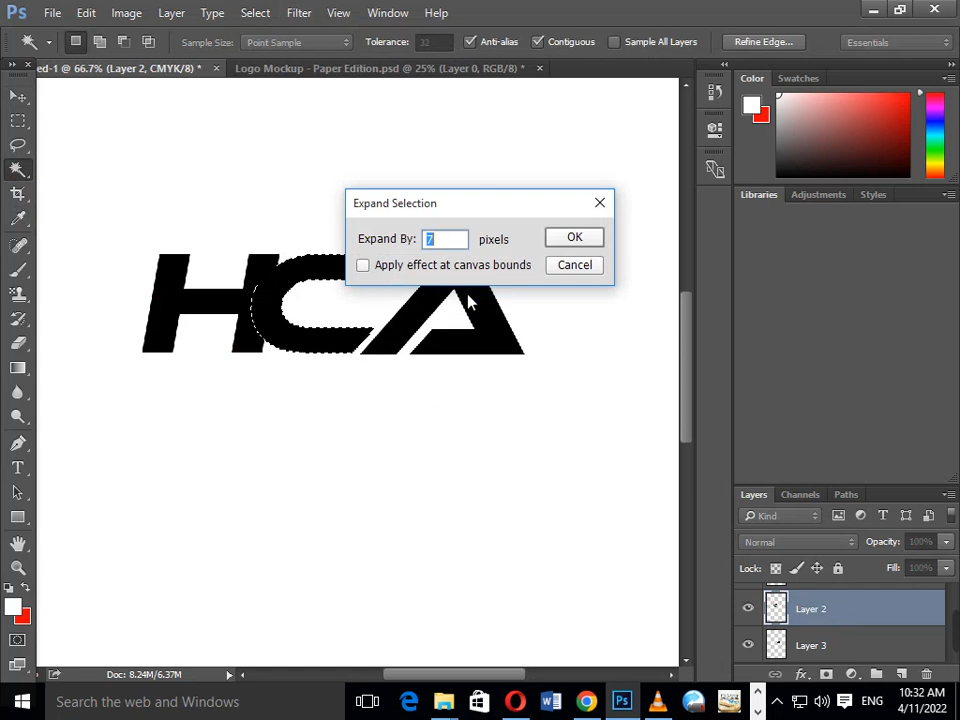 Ps File Edit Image Layer Type Select Filter View Window Help
Sample Size: Point Sample Tolerance: 32 Anti-alias Contiguous Sample All Layers Refine Edge... Essentials
ed-1 @ 66.7% (Layer 2, CMYK/8) * × Logo Mockup - Paper Edition.psd @ 25% (Layer 0, RGB/8) * ×
Color Swatches
Libraries Adjustments Styles
Expand Selection
Expand By: 7 pixels OK
Apply effect at canvas bounds Cancel
HCA
Layers Channels Paths
Kind
Normal Opacity: 100%
Lock: Fill: 100%
Layer 2
Layer 3
Doc: 8.24M/6.37M
Search the web and Windows
ENG
10:32 AM
4/11/2022